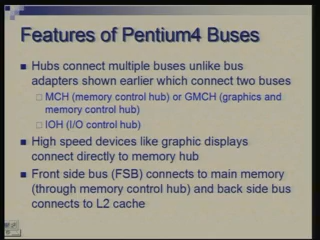 Features of Pentium4 Buses
Hubs connect multiple buses unlike bus
adapters shown earlier which connect two buses
MCH (memory control hub) or GMCH (graphics and
memory control hub)
IOH (I/O control hub)
High speed devices like graphic displays
connect directly to memory hub
Front side bus (FSB) connects to main memory
(through memory control hub) and back side bus
connects to L2 cache